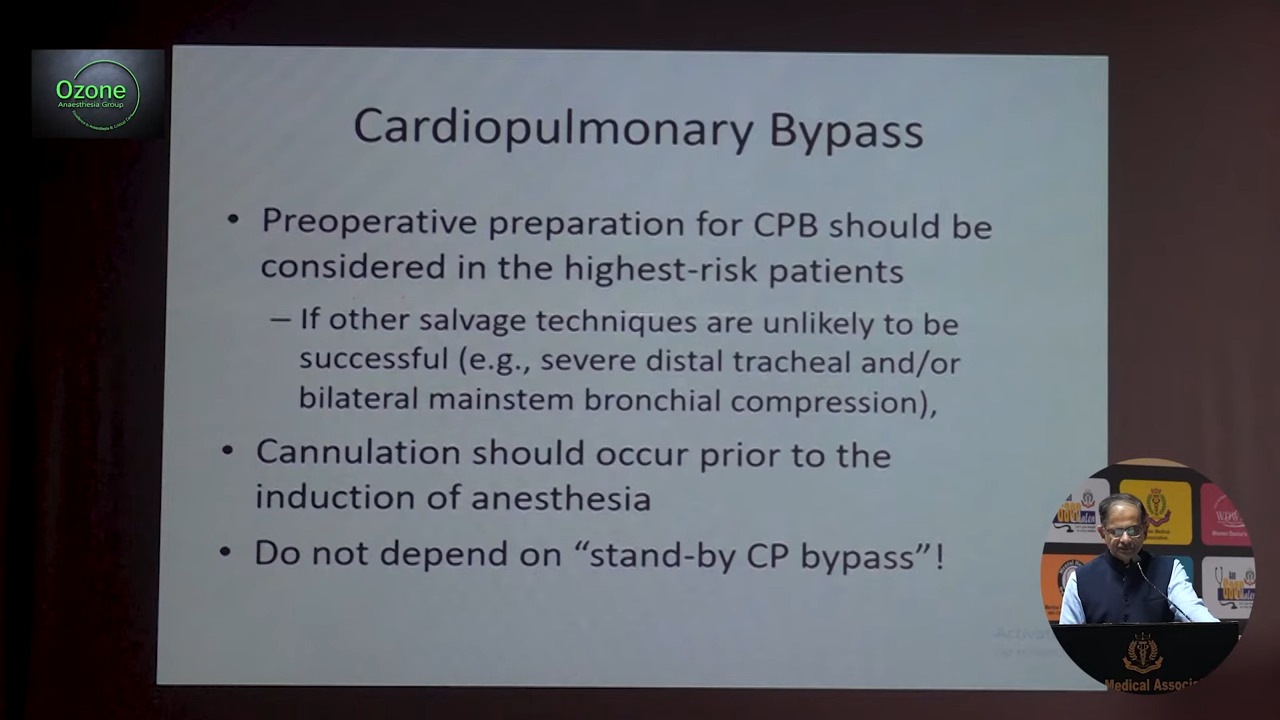 Ozone
Anaesthesia Group
Cardiopulmonary Bypass
• Preoperative preparation for CPB should be
considered in the highest-risk patients
– If other salvage techniques are unlikely to be
successful (e.g., severe distal tracheal and/or
bilateral mainstem bronchial compression),
• Cannulation should occur prior to the
induction of anesthesia
• Do not depend on “stand-by CP bypass”!
Medical Associ